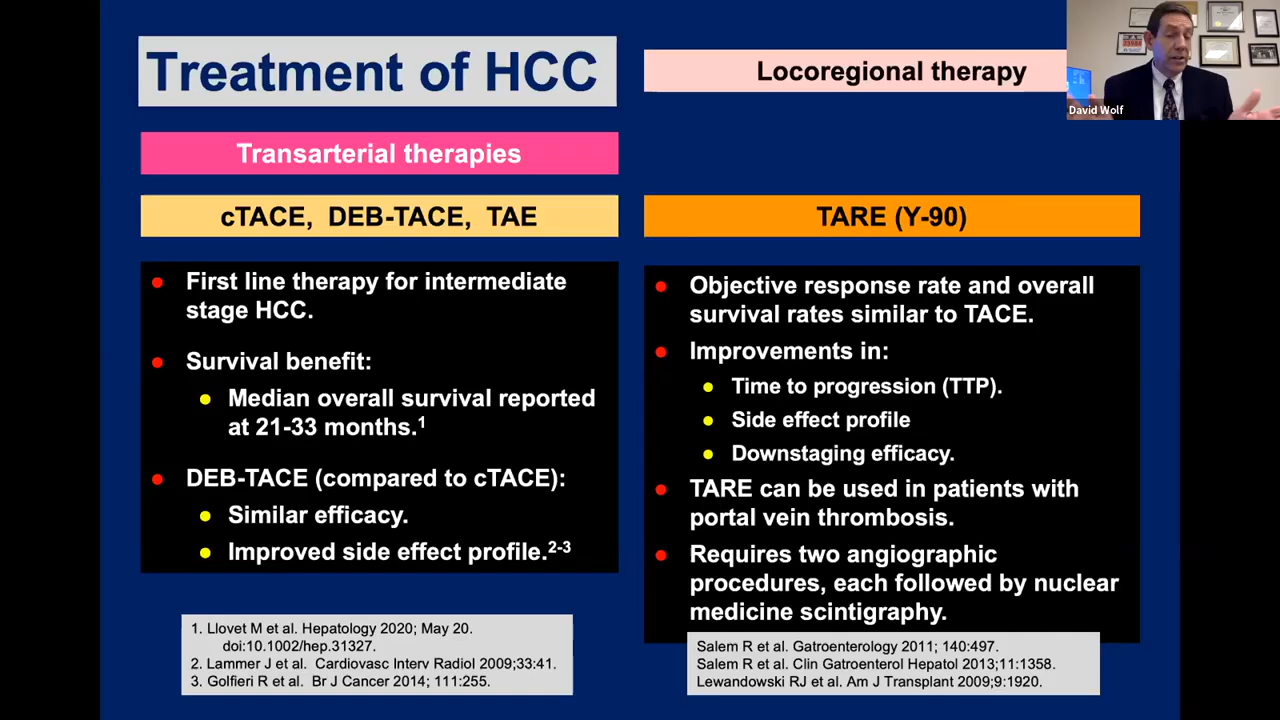 Treatment of HCC
Locoregional therapy
David Wolf
Transarterial therapies
cTACE, DEB-TACE, TAE
• First line therapy for intermediate
stage HCC.
• Survival benefit:
• Median overall survival reported
at 21-33 months.1
• DEB-TACE (compared to cTACE):
• Similar efficacy.
• Improved side effect profile.2-3
1. Llovet M et al. Hepatology 2020; May 20.
doi:10.1002/hep.31327.
2. Lammer J et al. Cardiovasc Interv Radiol 2009;33:41.
3. Golfieri R et al. Br J Cancer 2014; 111:255.
TARE (Y-90)
• Objective response rate and overall
survival rates similar to TACE.
• Improvements in:
• Time to progression (TTP).
• Side effect profile
• Downstaging efficacy.
• TARE can be used in patients with
portal vein thrombosis.
• Requires two angiographic
procedures, each followed by nuclear
medicine scintigraphy.
Salem R et al. Gatroenterology 2011; 140:497.
Salem R et al. Clin Gatroenterol Hepatol 2013;11:1358.
Lewandowski RJ et al. Am J Transplant 2009;9:1920.